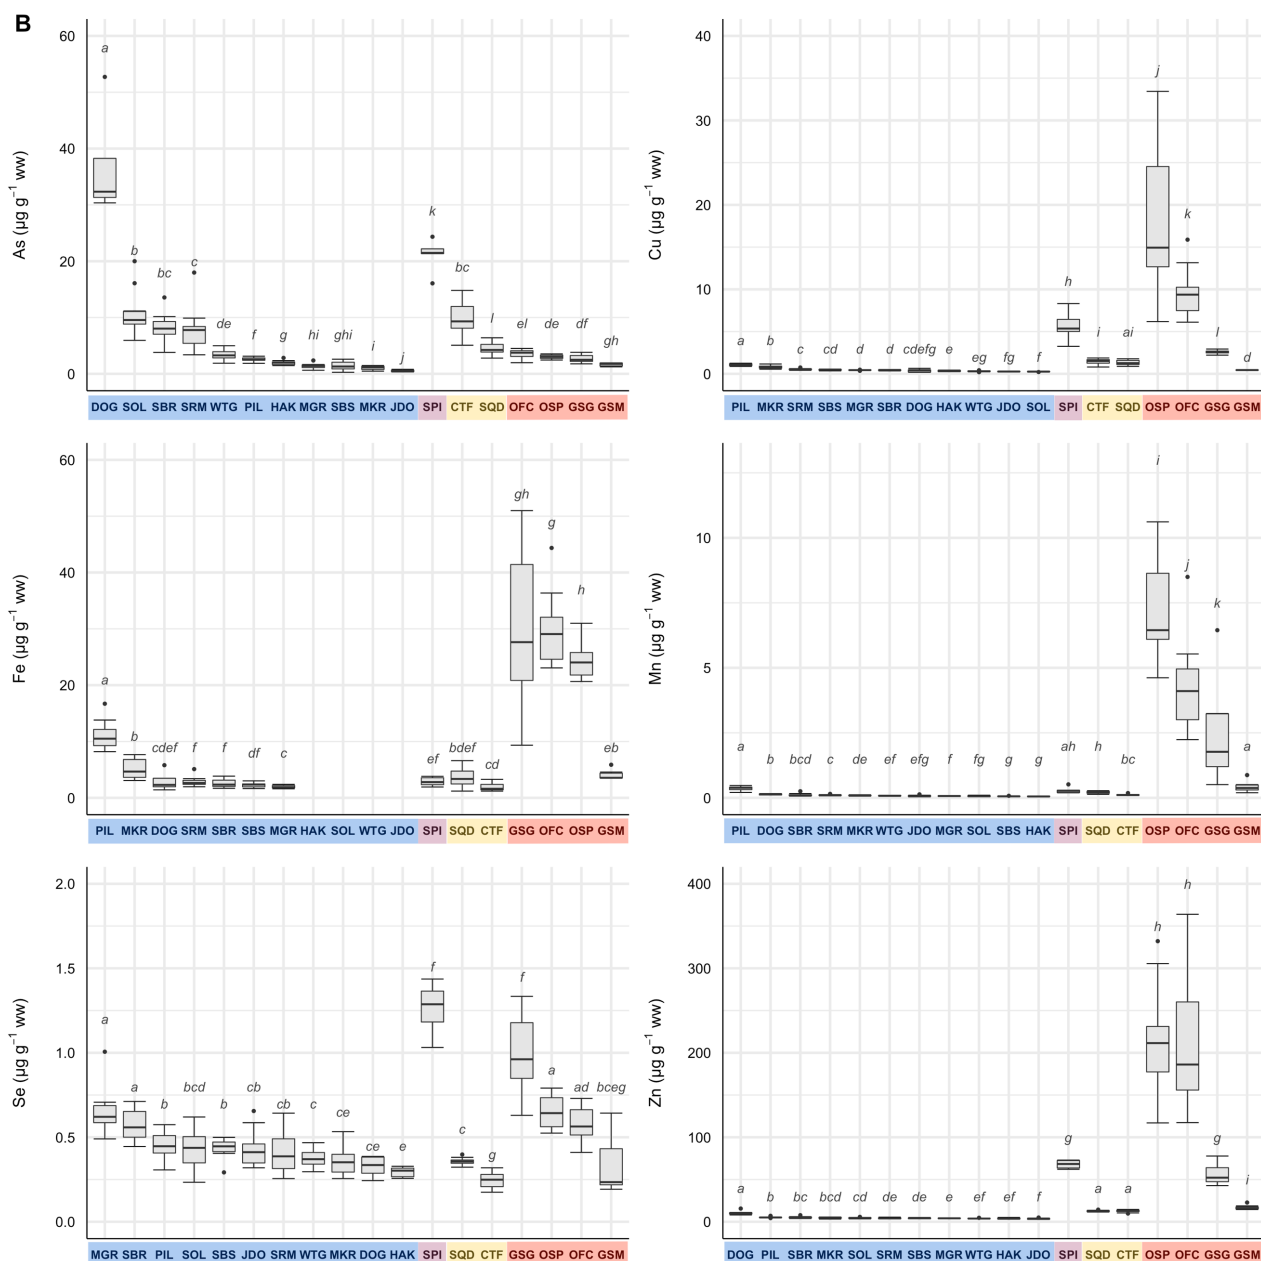 B
As (µg g⁻¹ ww)
60
40
20
0
a
b
bc
c
de
f
g
hi
ghi
i
j
k
bc
l
el
de
df
gh
DOG SOL SBR SRM WTG PIL HAK MGR SBS MKR JDO SPI CTF SQD OFC OSP GSG GSM
Cu (µg g⁻¹ ww)
40
30
20
10
0
a
b
c
cd
d
d
cdefg
e
eg
fg
f
h
i
ai
j
k
l
d
PIL MKR SRM SBS MGR SBR DOG HAK WTG JDO SOL SPI CTF SQD OSP OFC GSG GSM
Fe (µg g⁻¹ ww)
60
40
20
0
a
b
cdef
f
f
df
c
ef
bdef
cd
gh
g
h
eb
PIL MKR DOG SRM SBR SBS MGR HAK SOL WTG JDO SPI SQD CTF GSG OFC OSP GSM
Mn (µg g⁻¹ ww)
10
5
0
a
b
bcd
c
de
ef
efg
f
fg
g
g
ah
h
bc
i
j
k
a
PIL DOG SBR SRM MKR WTG JDO MGR SOL SBS HAK SPI SQD CTF OSP OFC GSG GSM
Se (µg g⁻¹ ww)
2.0
1.5
1.0
0.5
0.0
a
a
b
bcd
b
cb
cb
c
ce
ce
e
f
c
g
f
a
ad
bceg
MGR SBR PIL SOL SBS JDO SRM WTG MKR DOG HAK SPI SQD CTF GSG OSP OFC GSM
Zn (µg g⁻¹ ww)
400
300
200
100
0
a
b
bc
bcd
cd
de
de
e
ef
ef
f
g
a
a
h
h
g
i
DOG PIL SBR MKR SOL SRM SBS MGR WTG HAK JDO SPI SQD CTF OSP OFC GSG GSM